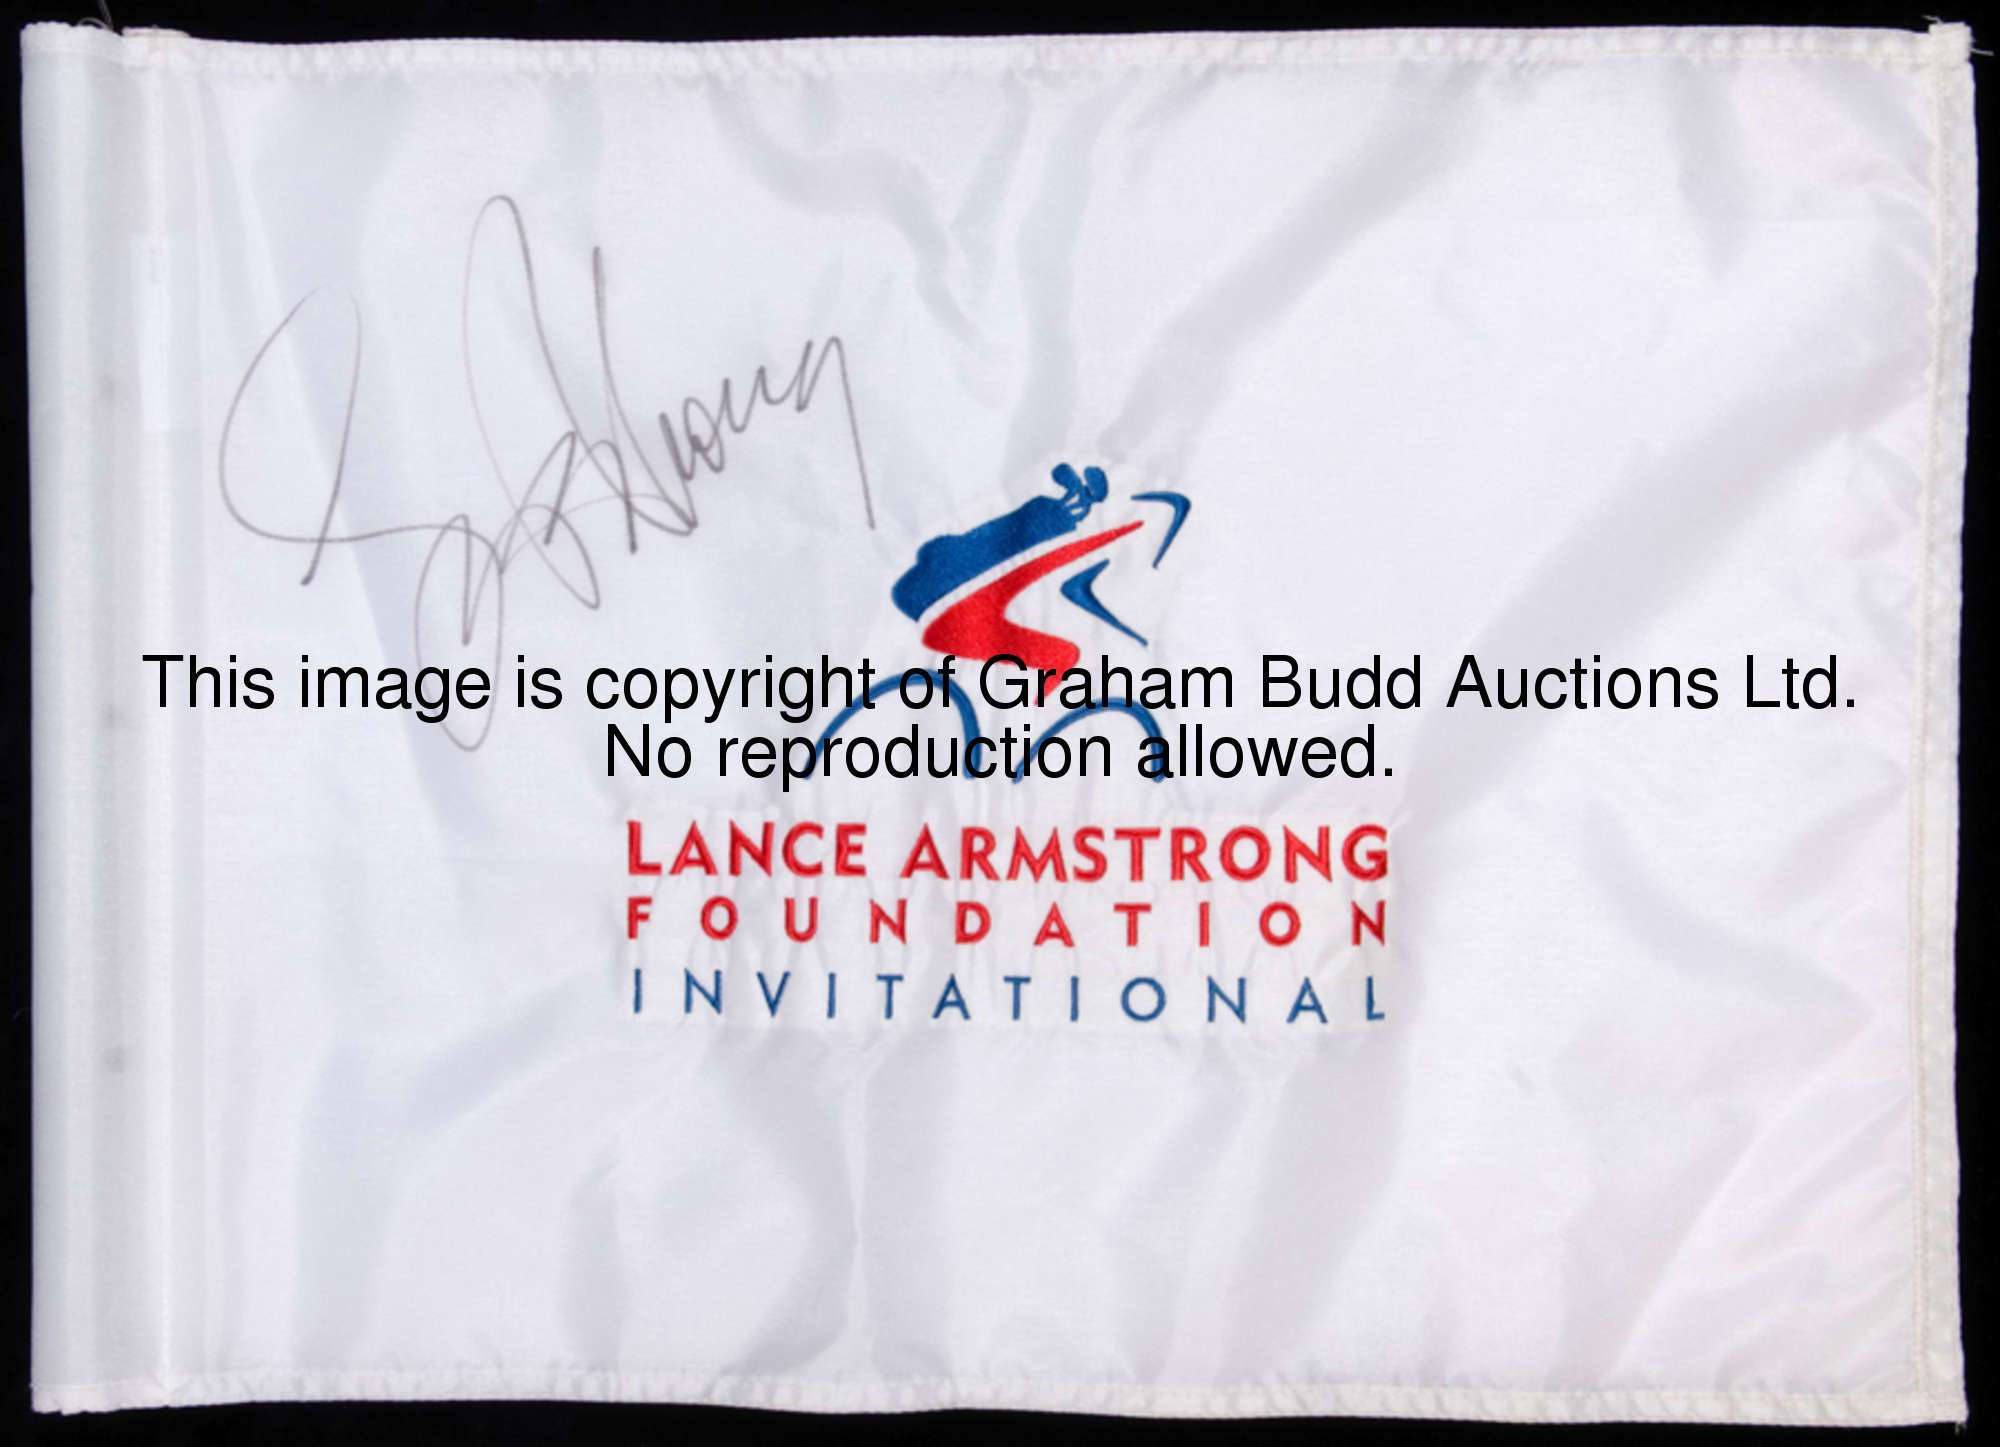 This image is copyright of Graham Budd Auctions Ltd.
No reproduction allowed.
LANCE ARMSTRONG
FOUNDATION
INVITATIONAL